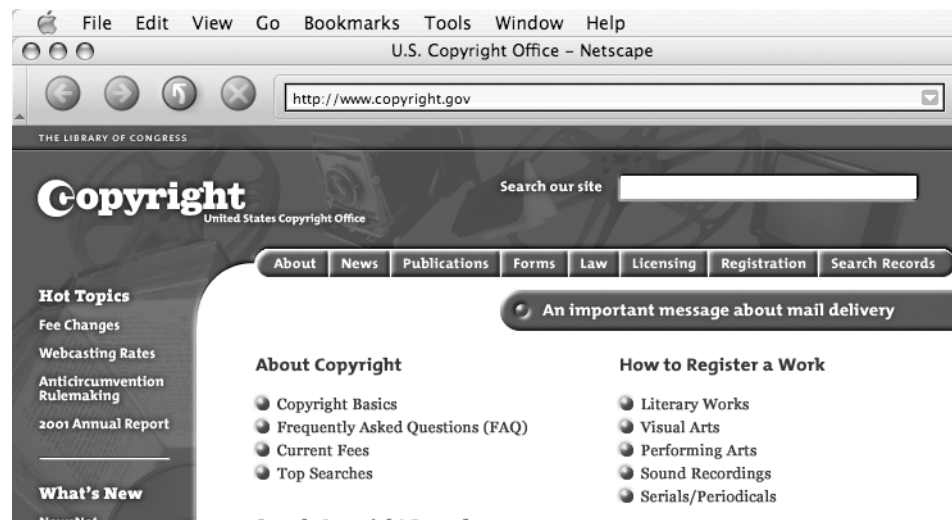 File Edit View Go Bookmarks Tools Window Help
U.S. Copyright Office – Netscape
http://www.copyright.gov
THE LIBRARY OF CONGRESS
Copyright
United States Copyright Office
Search our site
About News Publications Forms Law Licensing Registration Search Records
An important message about mail delivery
Hot Topics
Fee Changes
Webcasting Rates
Anticircumvention
Rulemaking
2001 Annual Report
What's New
About Copyright
Copyright Basics
Frequently Asked Questions (FAQ)
Current Fees
Top Searches
How to Register a Work
Literary Works
Visual Arts
Performing Arts
Sound Recordings
Serials/Periodicals